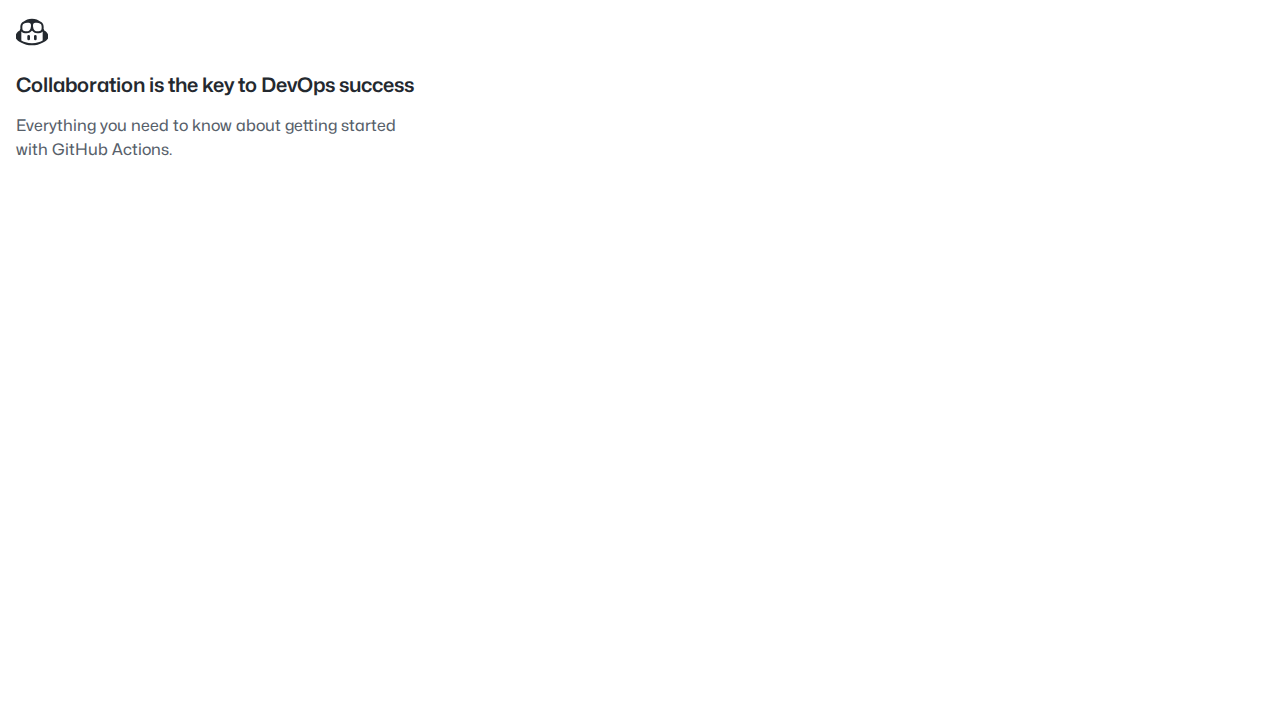 Collaboration is the key to DevOps success
Everything you need to know about getting started
with GitHub Actions.